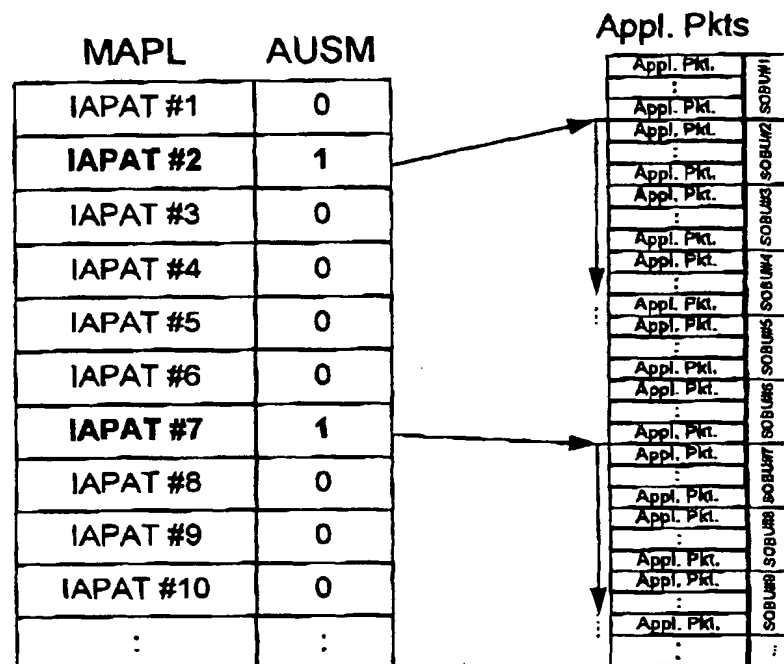 MAPL AUSM
IAPAT #1 0
IAPAT #2 1
IAPAT #3 0
IAPAT #4 0
IAPAT #5 0
IAPAT #6 0
IAPAT #7 1
IAPAT #8 0
IAPAT #9 0
IAPAT #10 0
: :
Appl. Pkts
Appl. Pkt.
:
Appl. Pkt.
SOBU#1
Appl. Pkt.
:
Appl. Pkt.
SOBU#2
Appl. Pkt.
:
Appl. Pkt.
SOBU#3
Appl. Pkt.
:
Appl. Pkt.
SOBU#4
Appl. Pkt.
:
Appl. Pkt.
SOBU#5
Appl. Pkt.
:
Appl. Pkt.
SOBU#6
Appl. Pkt.
:
Appl. Pkt.
SOBU#7
Appl. Pkt.
:
Appl. Pkt.
SOBU#8
Appl. Pkt.
:
Appl. Pkt.
SOBU#9
: ...